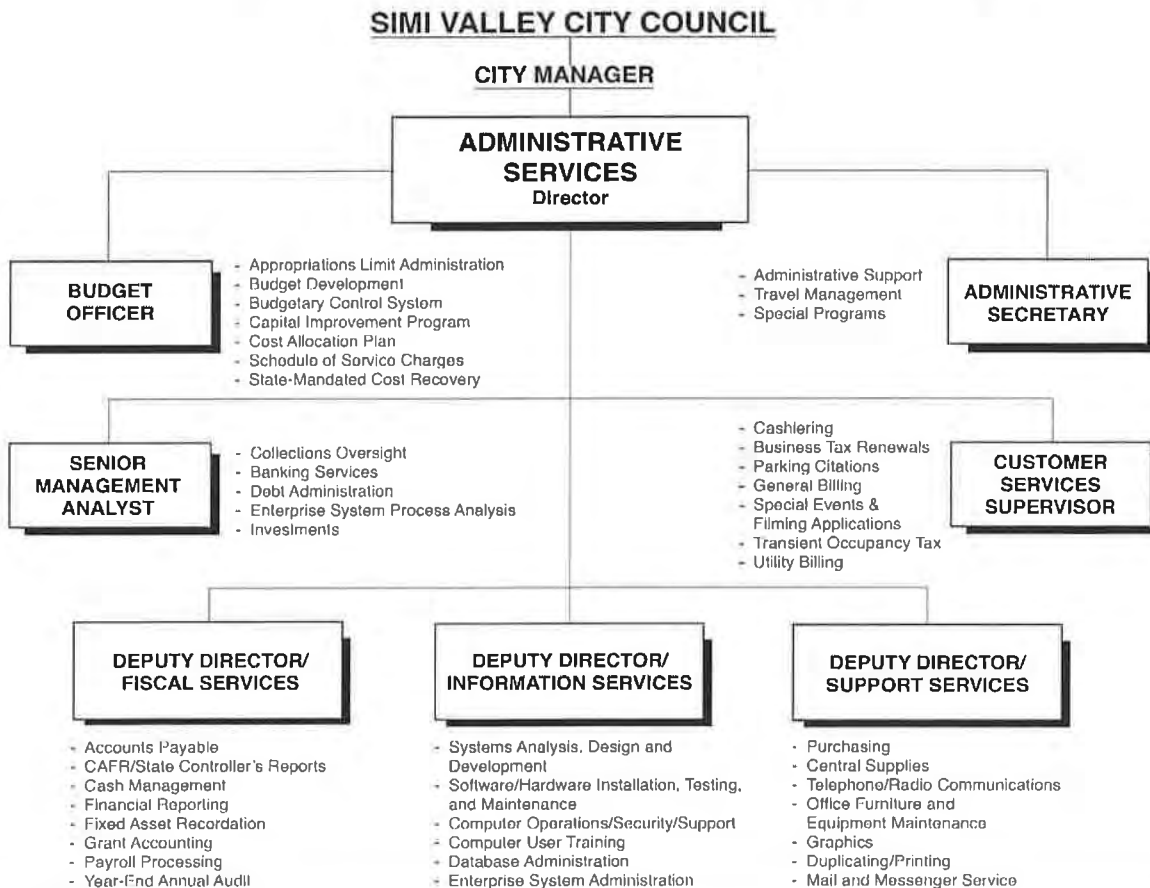 SIMI VALLEY CITY COUNCIL
CITY MANAGER
ADMINISTRATIVE
SERVICES
Director
BUDGET
OFFICER
- Appropriations Limit Administration
- Budget Development
- Budgetary Control System
- Capital Improvement Program
- Cost Allocation Plan
- Schedule of Service Charges
- State-Mandated Cost Recovery
- Administrative Support
- Travel Management
- Special Programs
ADMINISTRATIVE
SECRETARY
SENIOR
MANAGEMENT
ANALYST
- Collections Oversight
- Banking Services
- Debt Administration
- Enterprise System Process Analysis
- Investments
- Cashiering
- Business Tax Renewals
- Parking Citations
- General Billing
- Special Events &
Filming Applications
- Transient Occupancy Tax
- Utility Billing
CUSTOMER
SERVICES
SUPERVISOR
DEPUTY DIRECTOR/
FISCAL SERVICES
- Accounts Payable
- CAFR/State Controller's Reports
- Cash Management
- Financial Reporting
- Fixed Asset Recordation
- Grant Accounting
- Payroll Processing
- Year-End Annual Audit
DEPUTY DIRECTOR/
INFORMATION SERVICES
- Systems Analysis, Design and
Development
- Software/Hardware Installation, Testing,
and Maintenance
- Computer Operations/Security/Support
- Computer User Training
- Database Administration
- Enterprise System Administration
DEPUTY DIRECTOR/
SUPPORT SERVICES
- Purchasing
- Central Supplies
- Telephone/Radio Communications
- Office Furniture and
Equipment Maintenance
- Graphics
- Duplicating/Printing
- Mail and Messenger Service